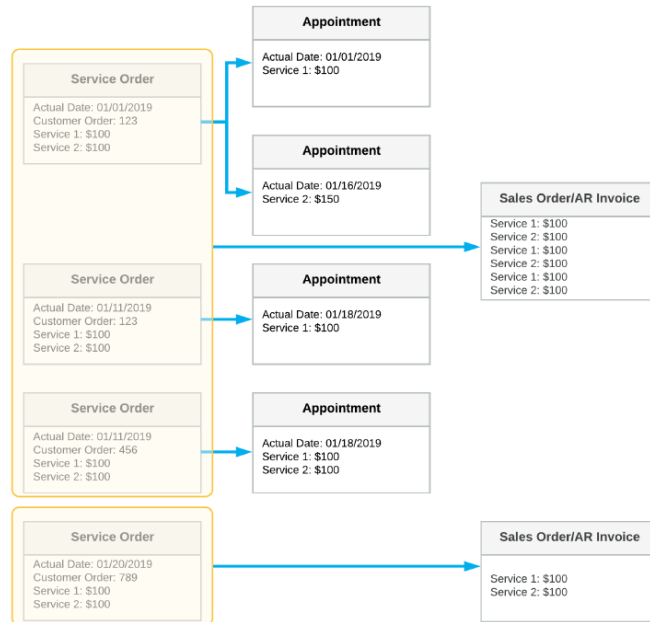 Appointment
Actual Date: 01/01/2019
Service 1: $100
Service Order
Actual Date: 01/01/2019
Customer Order: 123
Service 1: $100
Service 2: $100
Appointment
Actual Date: 01/16/2019
Service 2: $150
Sales Order/AR Invoice
Service 1: $100
Service 2: $100
Service 1: $100
Service 2: $100
Service 1: $100
Service 2: $100
Service Order
Actual Date: 01/11/2019
Customer Order: 123
Service 1: $100
Service 2: $100
Appointment
Actual Date: 01/18/2019
Service 1: $100
Service Order
Actual Date: 01/11/2019
Customer Order: 456
Service 1: $100
Service 2: $100
Appointment
Actual Date: 01/18/2019
Service 1: $100
Service 2: $100
Service Order
Actual Date: 01/20/2019
Customer Order: 789
Service 1: $100
Service 2: $100
Sales Order/AR Invoice
Service 1: $100
Service 2: $100